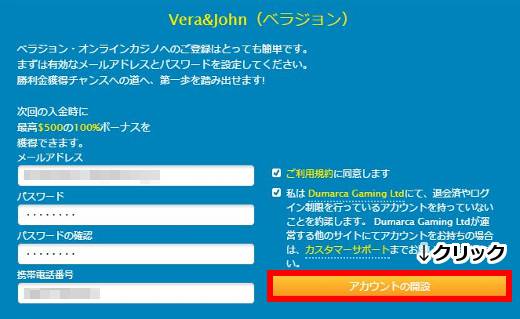 Vera&John（ベラジョン）
ベラジョン・オンラインカジノへのご登録はとっても簡単です。
まずは有効なメールアドレスとパスワードを設定してください。
勝利金獲得チャンスへの道へ、第一歩を踏み出せます!
次回の入金時に
最高$500の100%ボーナスを
獲得できます。
メールアドレス
パスワード
········
パスワードの確認
········
携帯電話番号
ご利用規約に同意します
私は Dumarca Gaming Ltdにて、退会済やログ
イン制限を行っているアカウントを持っていない
ことを約諾します。 Dumarca Gaming Ltdが運
営する他のサイトにてアカウントをお持ちの場合
は、カスタマーサポートまでお
い。
↓クリック
アカウントの開設